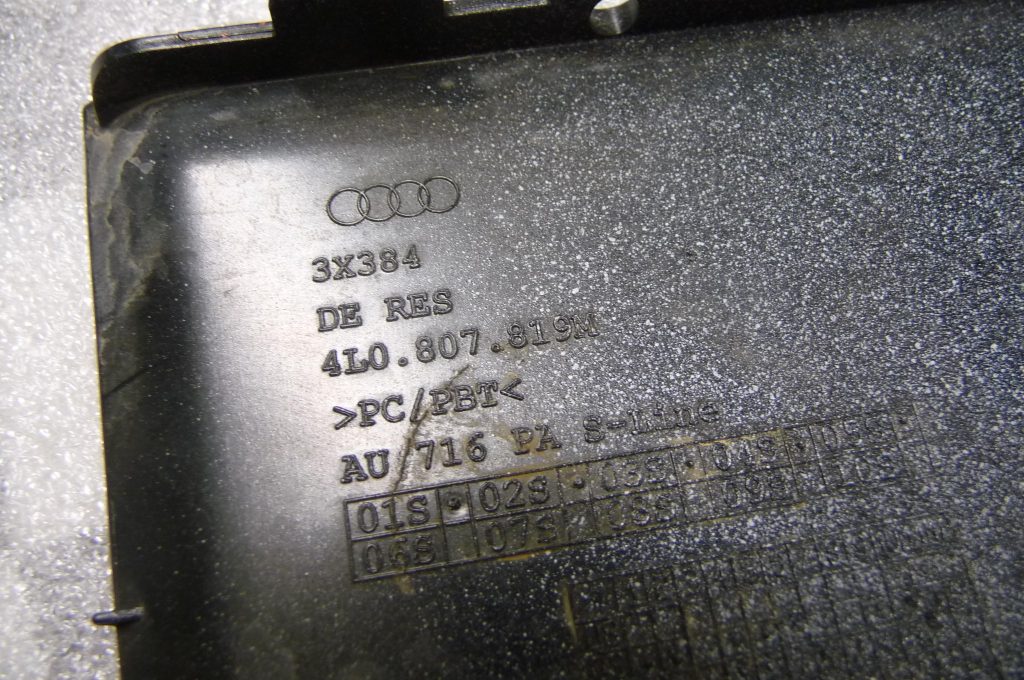 3X384
DE RES
4L0.807.819M
>PC/PBT<
AU 716 PA S-Line
01S 02S 03S 04S 05S
06S 07S 08S 09S 10S